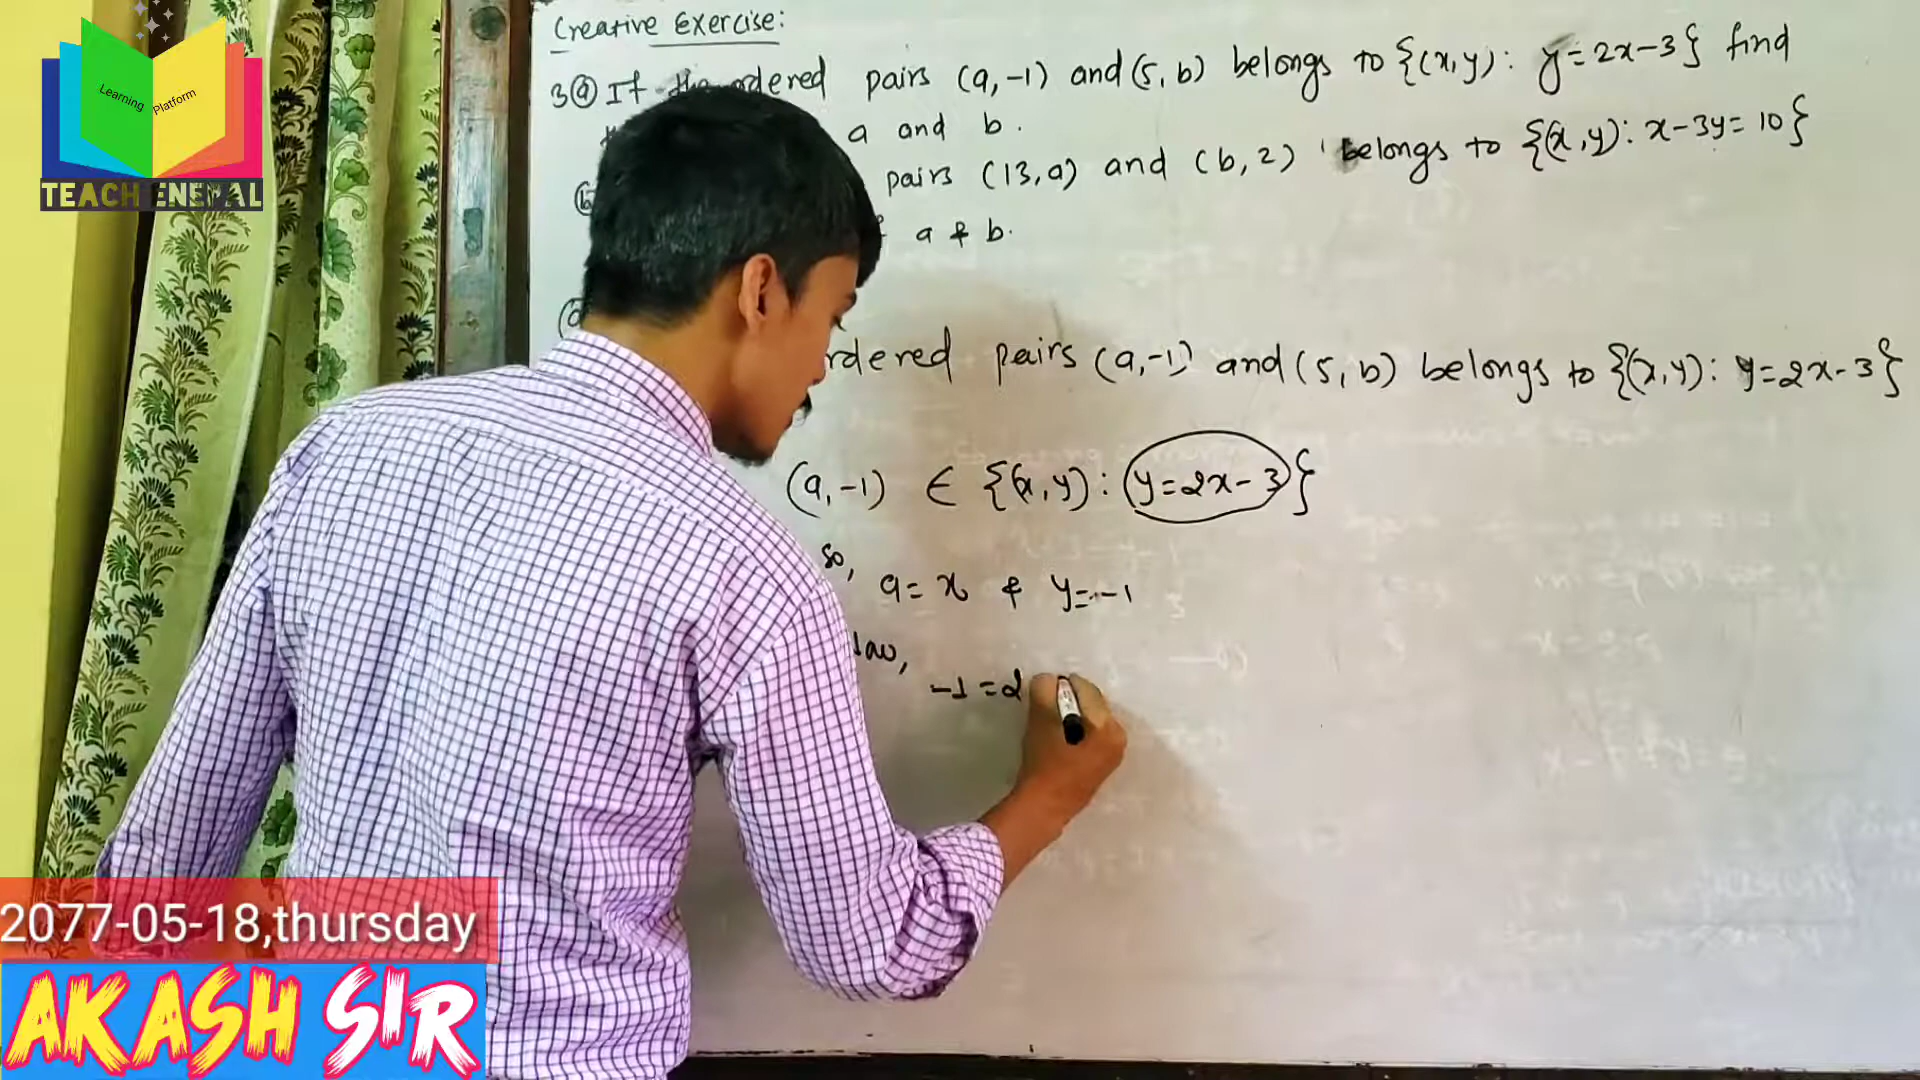 Learning Platform
TEACH ENEPAL
Creative Exercise:
3 (a) If the ordered pairs (a,-1) and (5, b) belongs to {(x,y): y=2x-3} find
a and b.
pairs (13,a) and (b,2) belongs to {(x,y): x-3y=10}
a & b.
rdered pairs (a,-1) and (5, b) belongs to {(x,y): y=2x-3}
(a,-1) ∈ {(x,y): y=2x-3}
so,
a= x & y=-1
-1 =2
2077-05-18,thursday
AKASH SIR